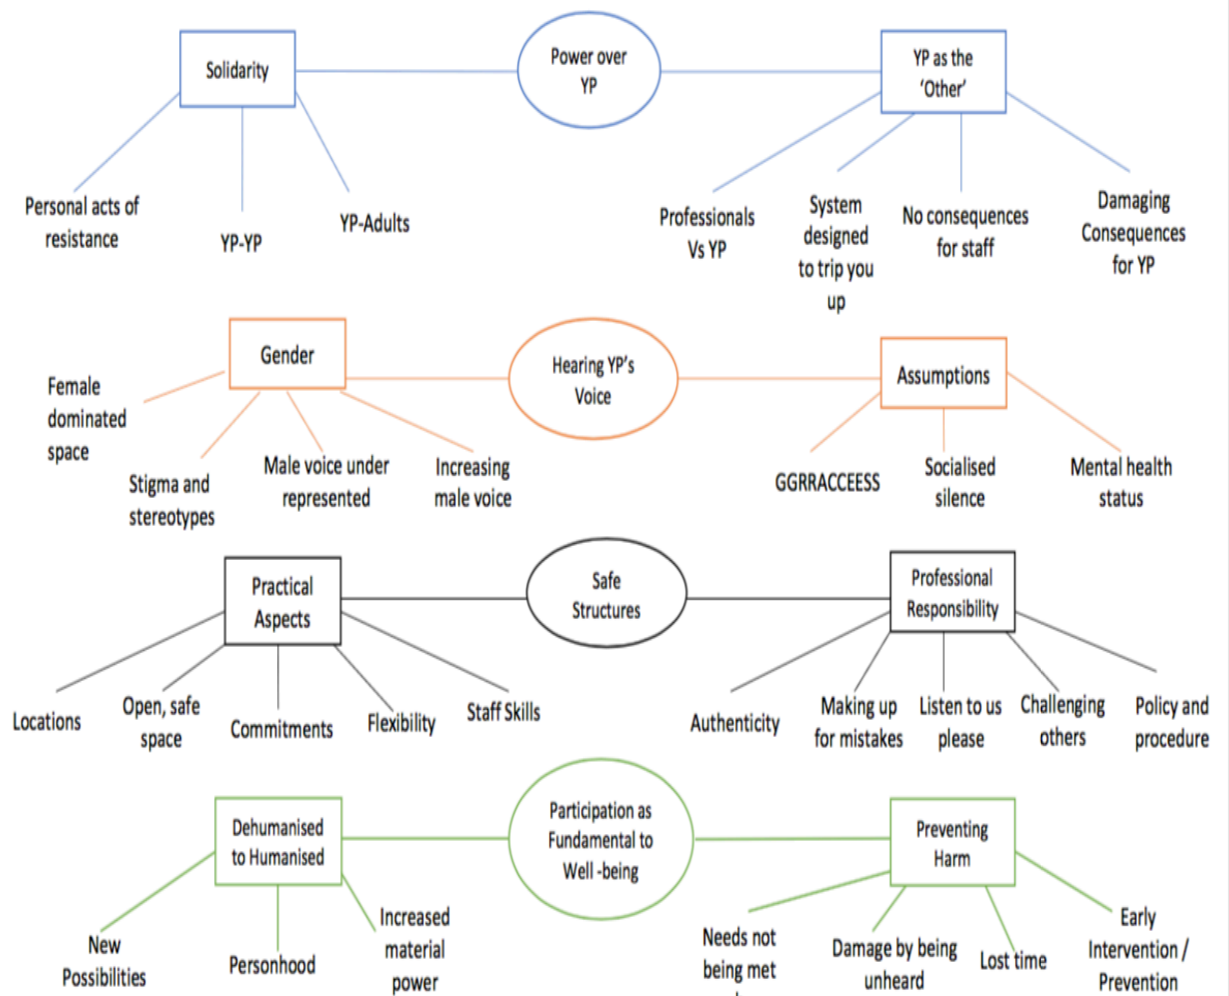 Solidarity
Power over
YP
YP as the
‘Other’
Personal acts of
resistance
YP-YP
YP-Adults
Professionals
Vs YP
System
designed
to trip you
up
No consequences
for staff
Damaging
Consequences
for YP
Gender
Hearing YP’s
Voice
Assumptions
Female
dominated
space
Stigma and
stereotypes
Male voice under
represented
Increasing
male voice
GGRRACCEESS
Socialised
silence
Mental health
status
Practical
Aspects
Safe
Structures
Professional
Responsibility
Locations
Open, safe
space
Commitments
Flexibility
Staff Skills
Authenticity
Making up
for mistakes
Listen to us
please
Challenging
others
Policy and
procedure
Dehumanised
to Humanised
Participation as
Fundamental to
Well -being
Preventing
Harm
New
Possibilities
Personhood
Increased
material
power
Needs not
being met
Damage by being
unheard
Lost time
Early
Intervention /
Prevention